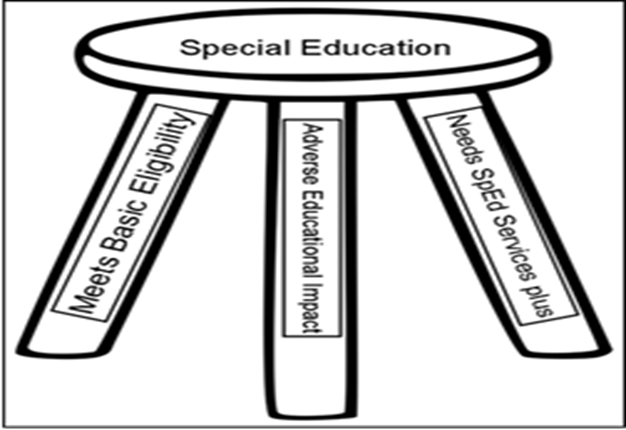 Special Education
Meets Basic Eligibility
Adverse Educational Impact
Needs SpEd Services plus